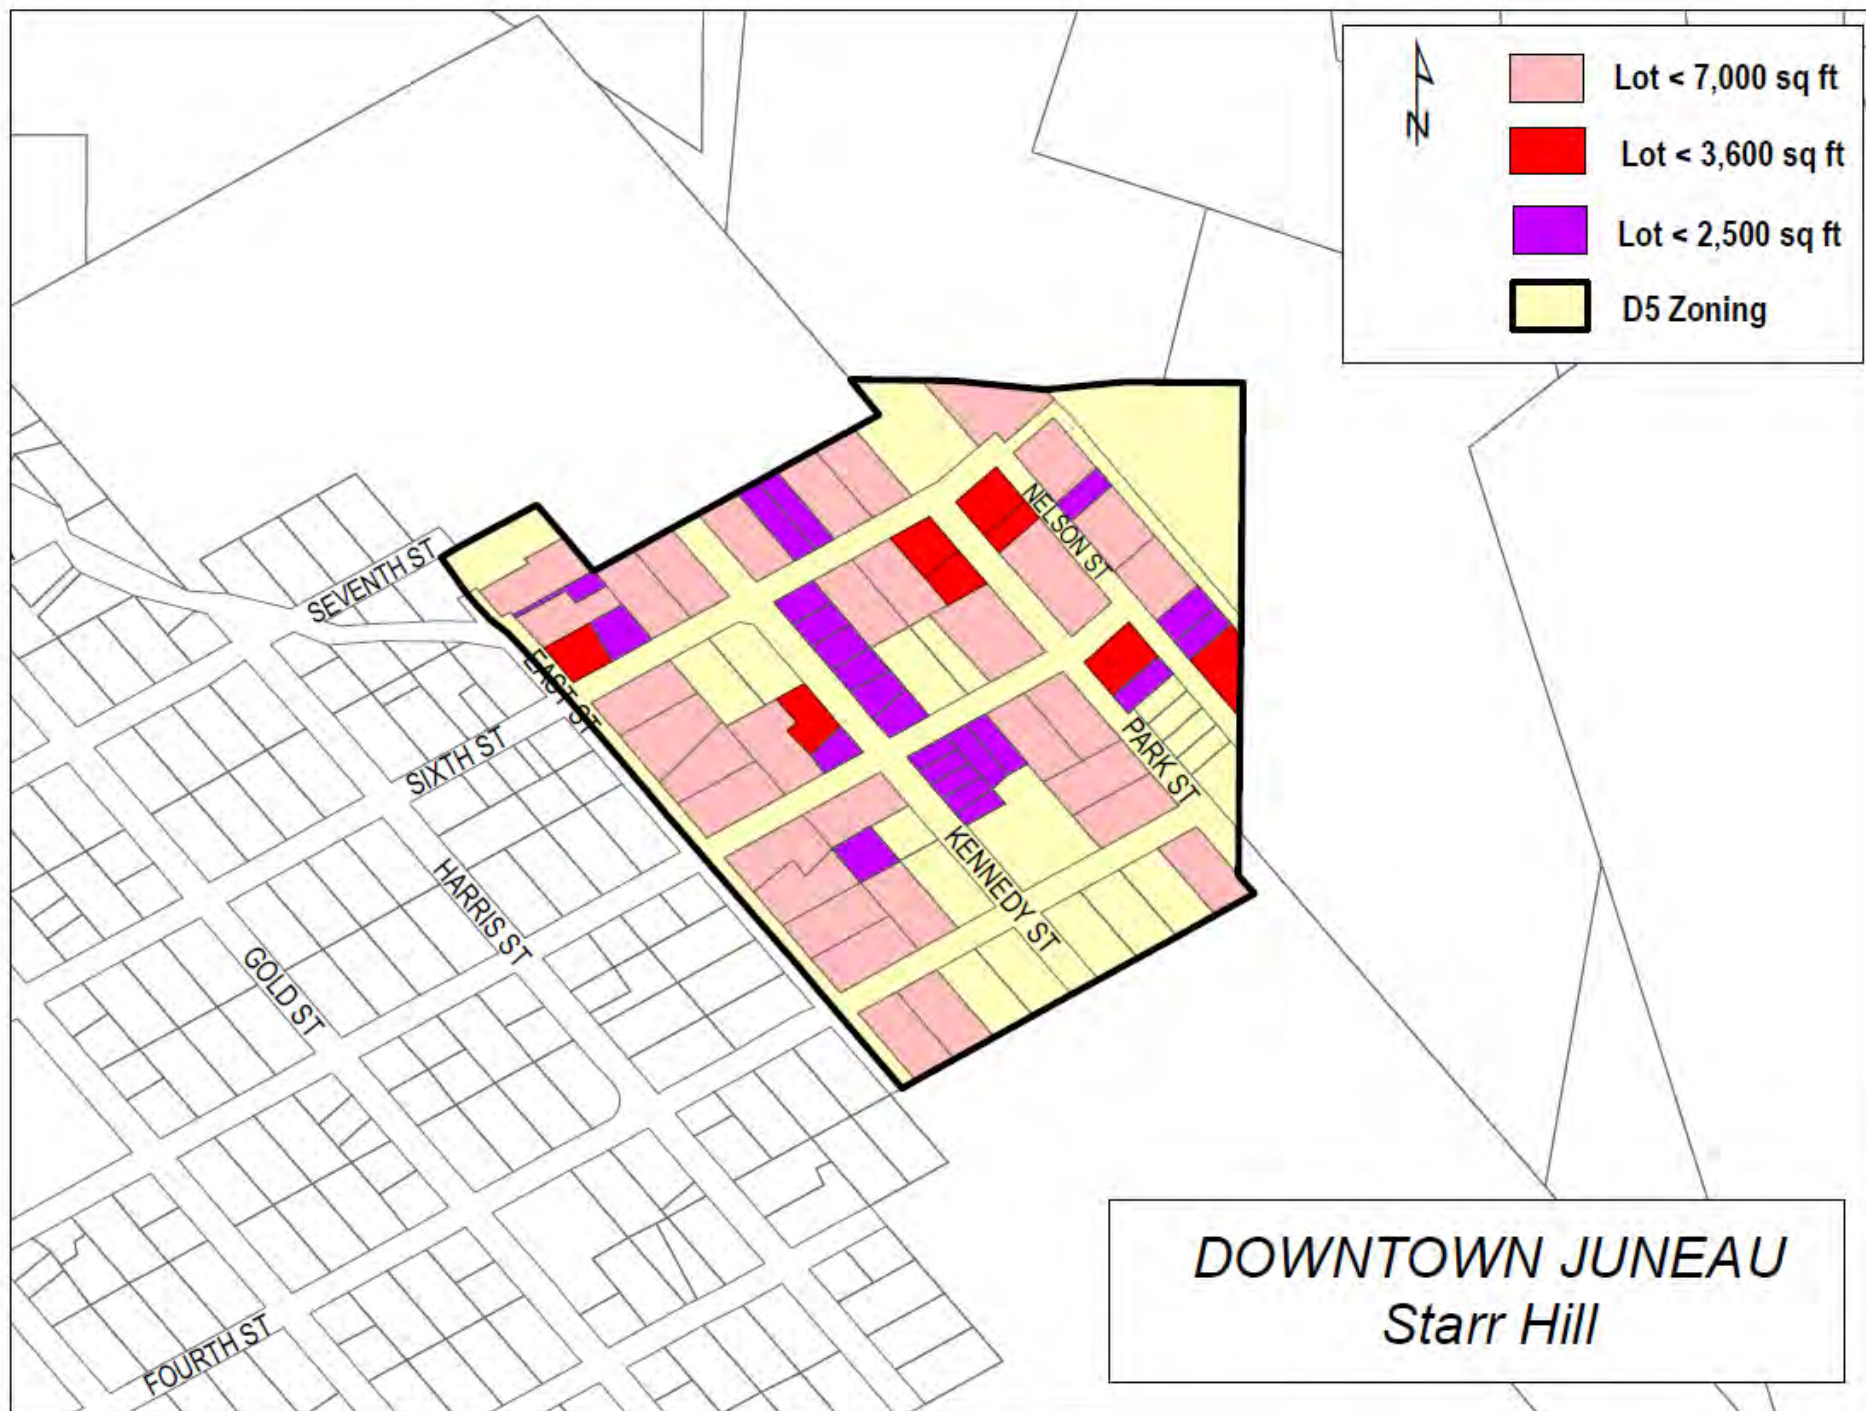 N
Lot < 7,000 sq ft
Lot < 3,600 sq ft
Lot < 2,500 sq ft
D5 Zoning
SEVENTH ST
NELSON ST
EAST ST
SIXTH ST
PARK ST
HARRIS ST
KENNEDY ST
GOLD ST
FOURTH ST
DOWNTOWN JUNEAU
Starr Hill